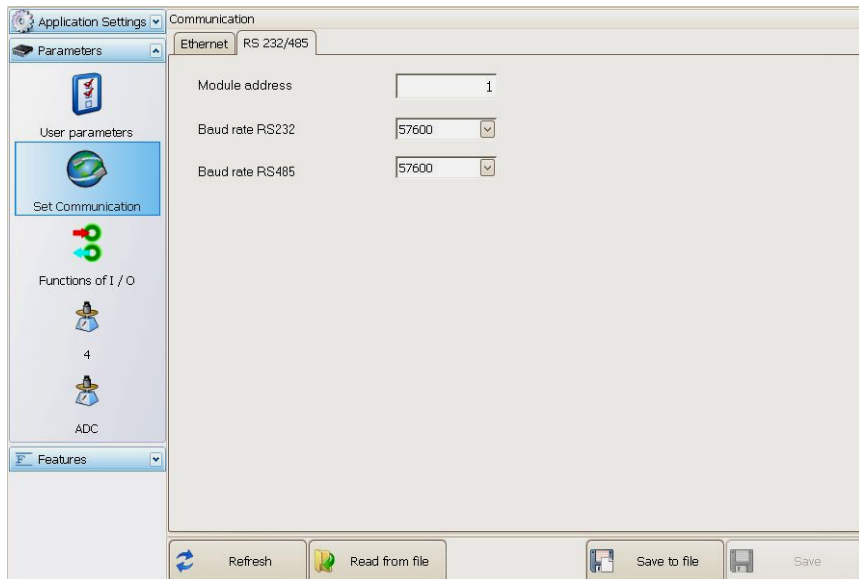 Application Settings
Parameters
User parameters
Set Communication
Functions of I / O
4
ADC
Features
Communication
Ethernet
RS 232/485
Module address 1
Baud rate RS232 57600
Baud rate RS485 57600
Refresh
Read from file
Save to file
Save